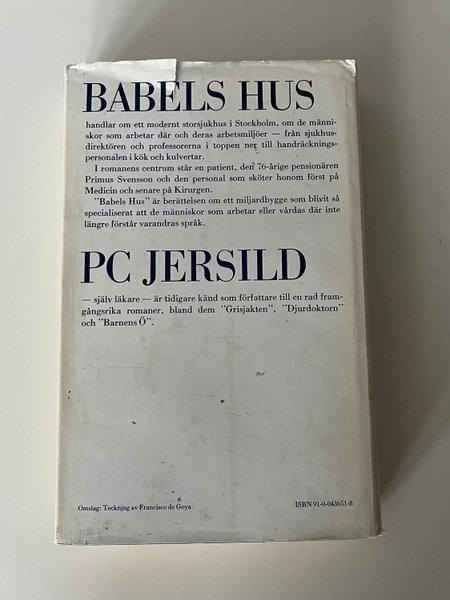 BABELS HUS
handlar om ett modernt storsjukhus i Stockholm, om de männi-
skor som arbetar där och deras arbetsmiljöer — från sjukhus-
direktören och professorerna i toppen ner till handräcknings-
personalen i kök och kulvertar.
I romanens centrum står en patient, den 76-årige pensionären
Primus Svensson och den personal som sköter honom först på
Medicin och senare på Kirurgen.
"Babels Hus" är berättelsen om ett miljardbygge som blivit så
specialiserat att de människor som arbetar eller vårdas där inte
längre förstår varandras språk.
PC JERSILD
— själv läkare — är tidigare känd som författare till en rad fram-
gångsrika romaner, bland dem "Grisjakten", "Djurdoktorn"
och "Barnens Ö".
Omslag: Teckning av Francisco de Goya
ISBN 91-0-043651-8